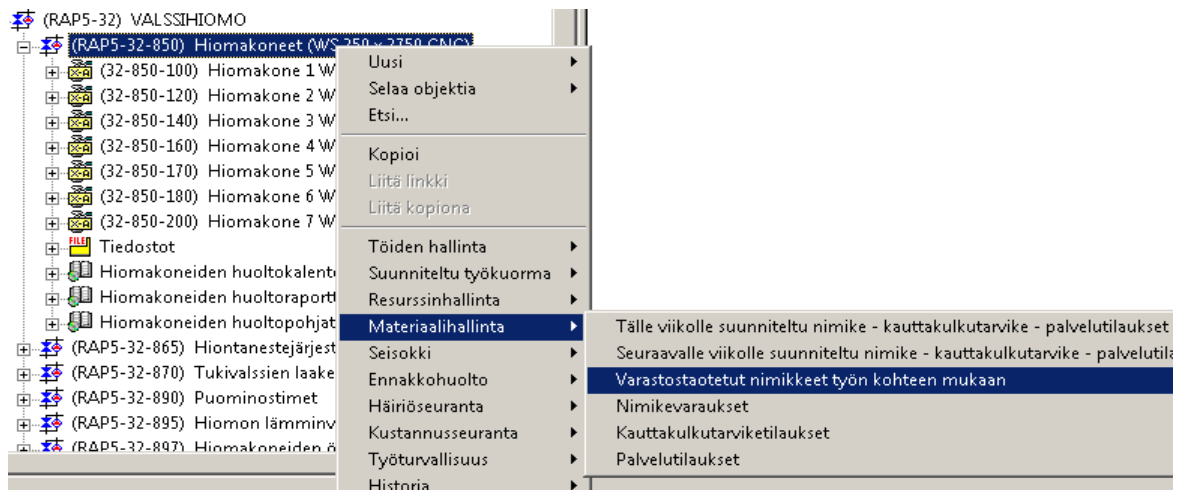 (RAP5-32) VALSSIHIOMO
(RAP5-32-850) Hiomakoneet (WS 250 x 2750 CNC)
(32-850-100) Hiomakone 1 W
(32-850-120) Hiomakone 2 W
(32-850-140) Hiomakone 3 W
(32-850-160) Hiomakone 4 W
(32-850-170) Hiomakone 5 W
(32-850-180) Hiomakone 6 W
(32-850-200) Hiomakone 7 W
FILE Tiedostot
Hiomakoneiden huoltokalent
Hiomakoneiden huoltoraport
Hiomakoneiden huoltopohjat
(RAP5-32-865) Hiontanestejärjest
(RAP5-32-870) Tukivalssien laake
(RAP5-32-890) Puominostimet
(RAP5-32-895) Hiomon lämminv
(RAP5-32-897) Hiomakoneiden ö
Uusi
Selaa objektia
Etsi...
Kopioi
Liitä linkki
Liitä kopiona
Töiden hallinta
Suunniteltu työkuorma
Resurssinhallinta
Materiaalihallinta
Seisokki
Ennakkohuolto
Häiriöseuranta
Kustannusseuranta
Työturvallisuus
Historia
Tälle viikolle suunniteltu nimike - kauttakulkutarvike - palvelutilaukset
Seuraavalle viikolle suunniteltu nimike - kauttakulkutarvike - palvelutila
Varastostaotetut nimikkeet työn kohteen mukaan
Nimikevaraukset
Kauttakulkutarviketilaukset
Palvelutilaukset